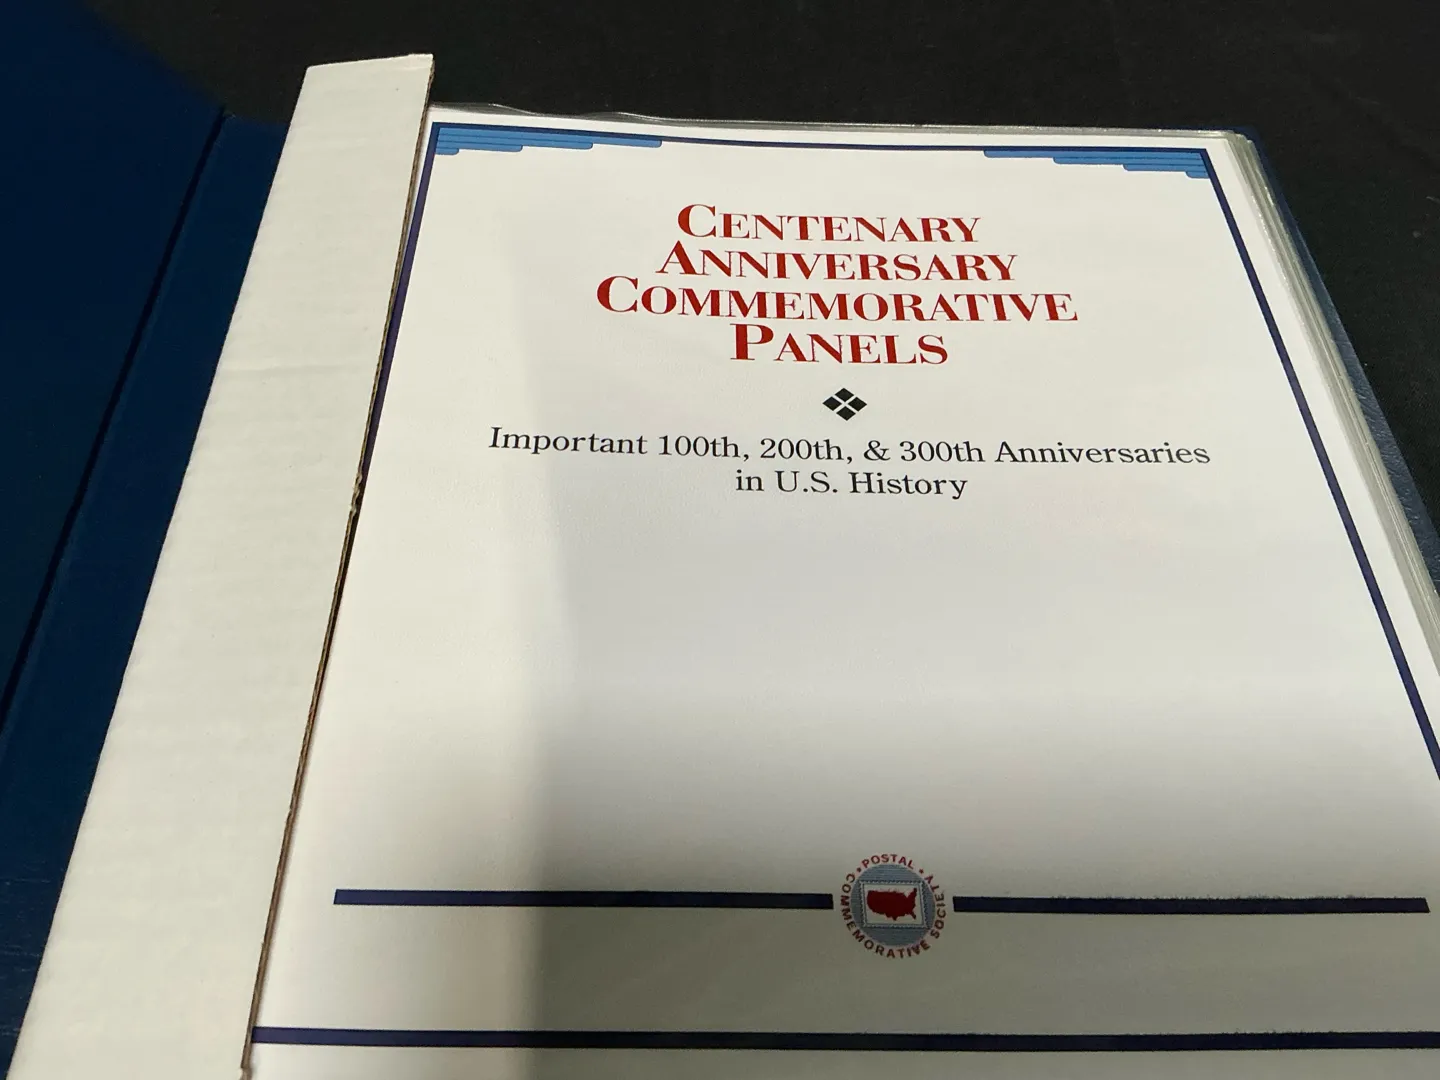 CENTENARY
ANNIVERSARY
COMMEMORATIVE
PANELS
Important 100th, 200th, & 300th Anniversaries
in U.S. History
• POSTAL •
COMMEMORATIVE SOCIETY